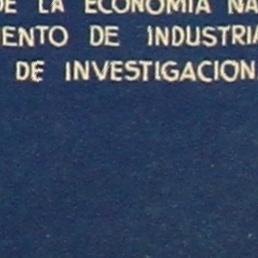 DE LA ECONOMIA NA
ENTO DE INDUSTRIA
DE INVESTIGACION